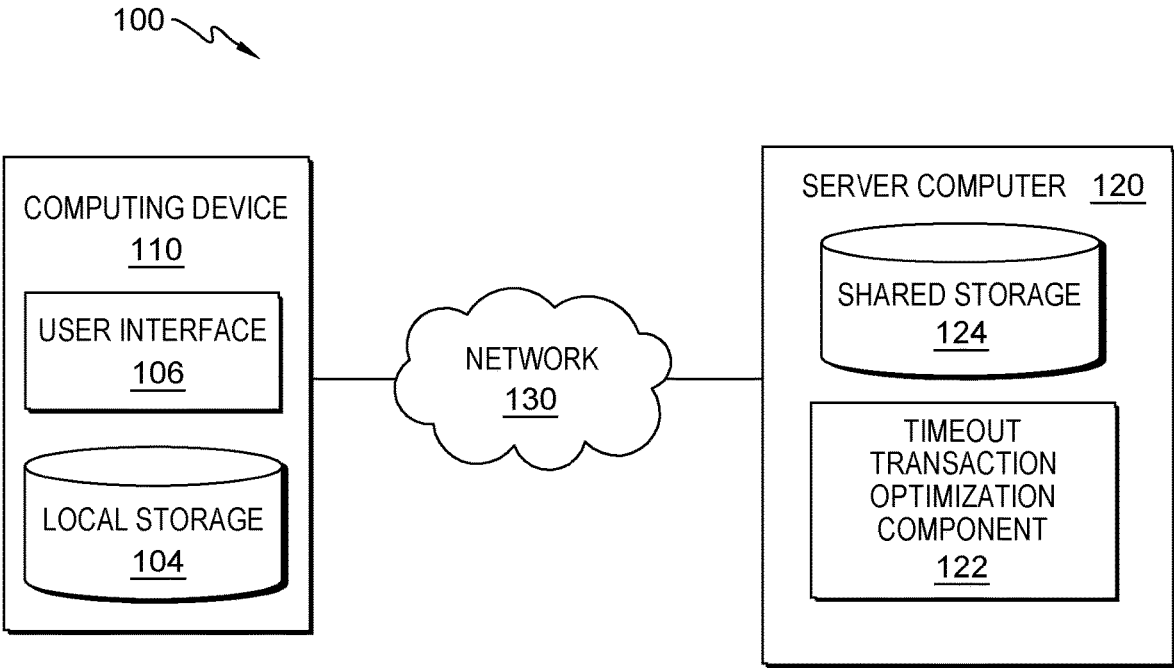 100
COMPUTING DEVICE
110
USER INTERFACE
106
LOCAL STORAGE
104
NETWORK
130
SERVER COMPUTER 120
SHARED STORAGE
124
TIMEOUT
TRANSACTION
OPTIMIZATION
COMPONENT
122